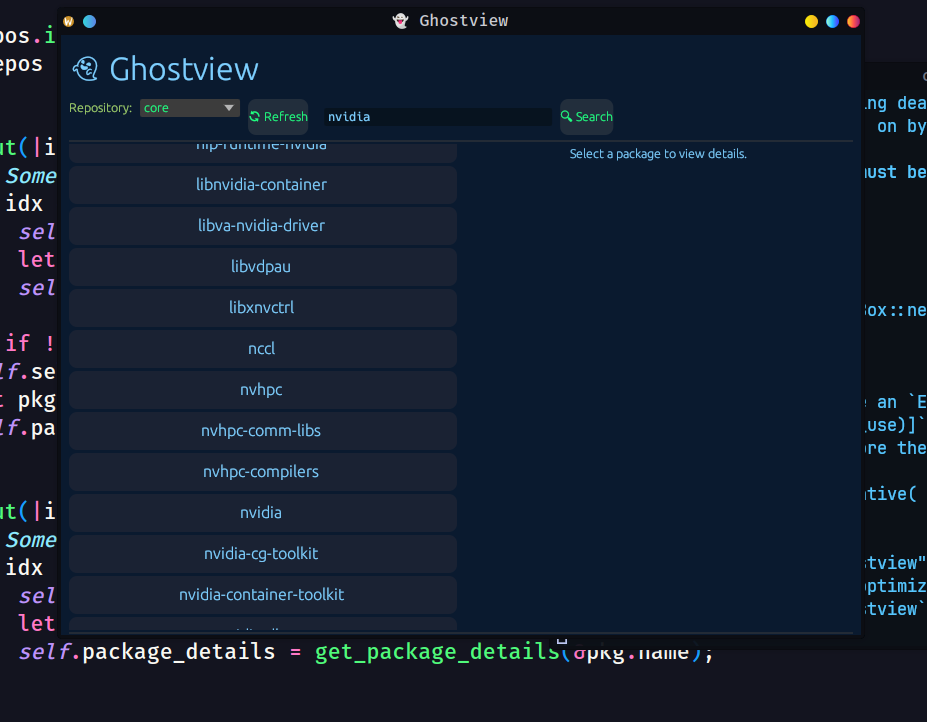 Ghostview
Ghostview
Repository: core Refresh nvidia Search
hip-runtime-nvidia
Select a package to view details.
libnvidia-container
libva-nvidia-driver
libvdpau
libxnvctrl
nccl
nvhpc
nvhpc-comm-libs
nvhpc-compilers
nvidia
nvidia-cg-toolkit
nvidia-container-toolkit
pos.i
epos
ut(|i
Some
idx
sel
let
sel
if !
lf.se
t pkg
lf.pa
ut(|i
Some
idx
sel
let
self.package_details = get_package_details(&pkg.name);
ing dea
on by
must be
Box::ne
e an `E
use)]`
ore the
ative(
stview"
optimiz
stview`